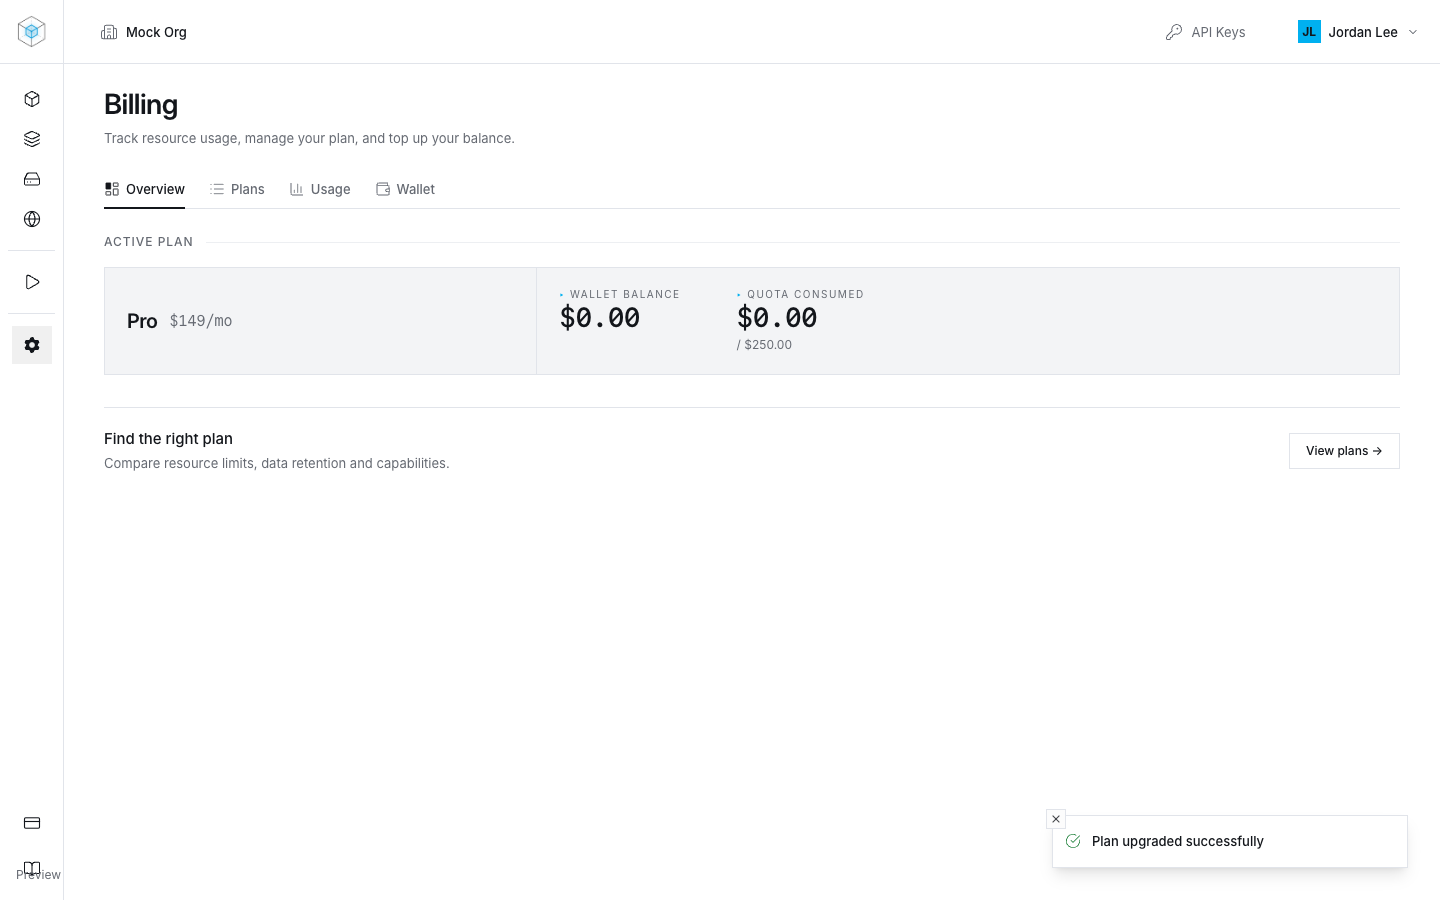 Mock Org
API Keys
JL
Jordan Lee
Billing
Track resource usage, manage your plan, and top up your balance.
Overview
Plans
Usage
Wallet
ACTIVE PLAN
Pro $149/mo
WALLET BALANCE
$0.00
QUOTA CONSUMED
$0.00
/ $250.00
Find the right plan
Compare resource limits, data retention and capabilities.
View plans →
Plan upgraded successfully
Preview